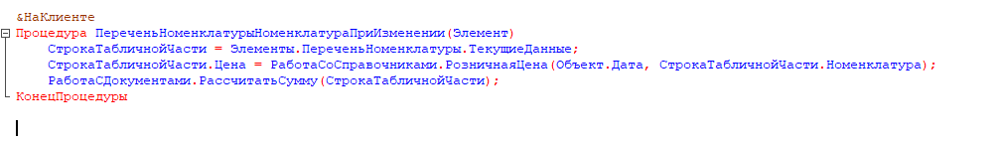 &НаКлиенте
Процедура ПереченьНоменклатурыНоменклатураПриИзменении(Элемент)
СтрокаТабличнойЧасти = Элементы.ПереченьНоменклатуры.ТекущиеДанные;
СтрокаТабличнойЧасти.Цена = РаботаСоСправочниками.РозничнаяЦена(Объект.Дата, СтрокаТабличнойЧасти.Номенклатура);
РаботаСДокументами.РассчитатьСумму(СтрокаТабличнойЧасти);
КонецПроцедуры